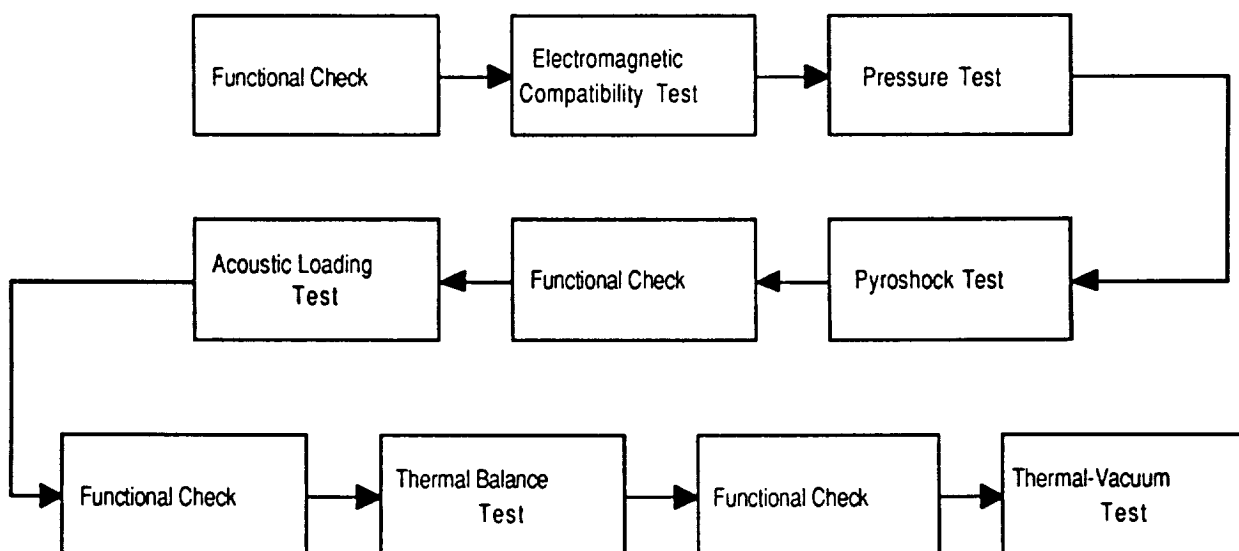 Functional Check
Electromagnetic
Compatibility Test
Pressure Test
Pyroshock Test
Functional Check
Acoustic Loading
Test
Functional Check
Thermal Balance
Test
Functional Check
Thermal-Vacuum
Test